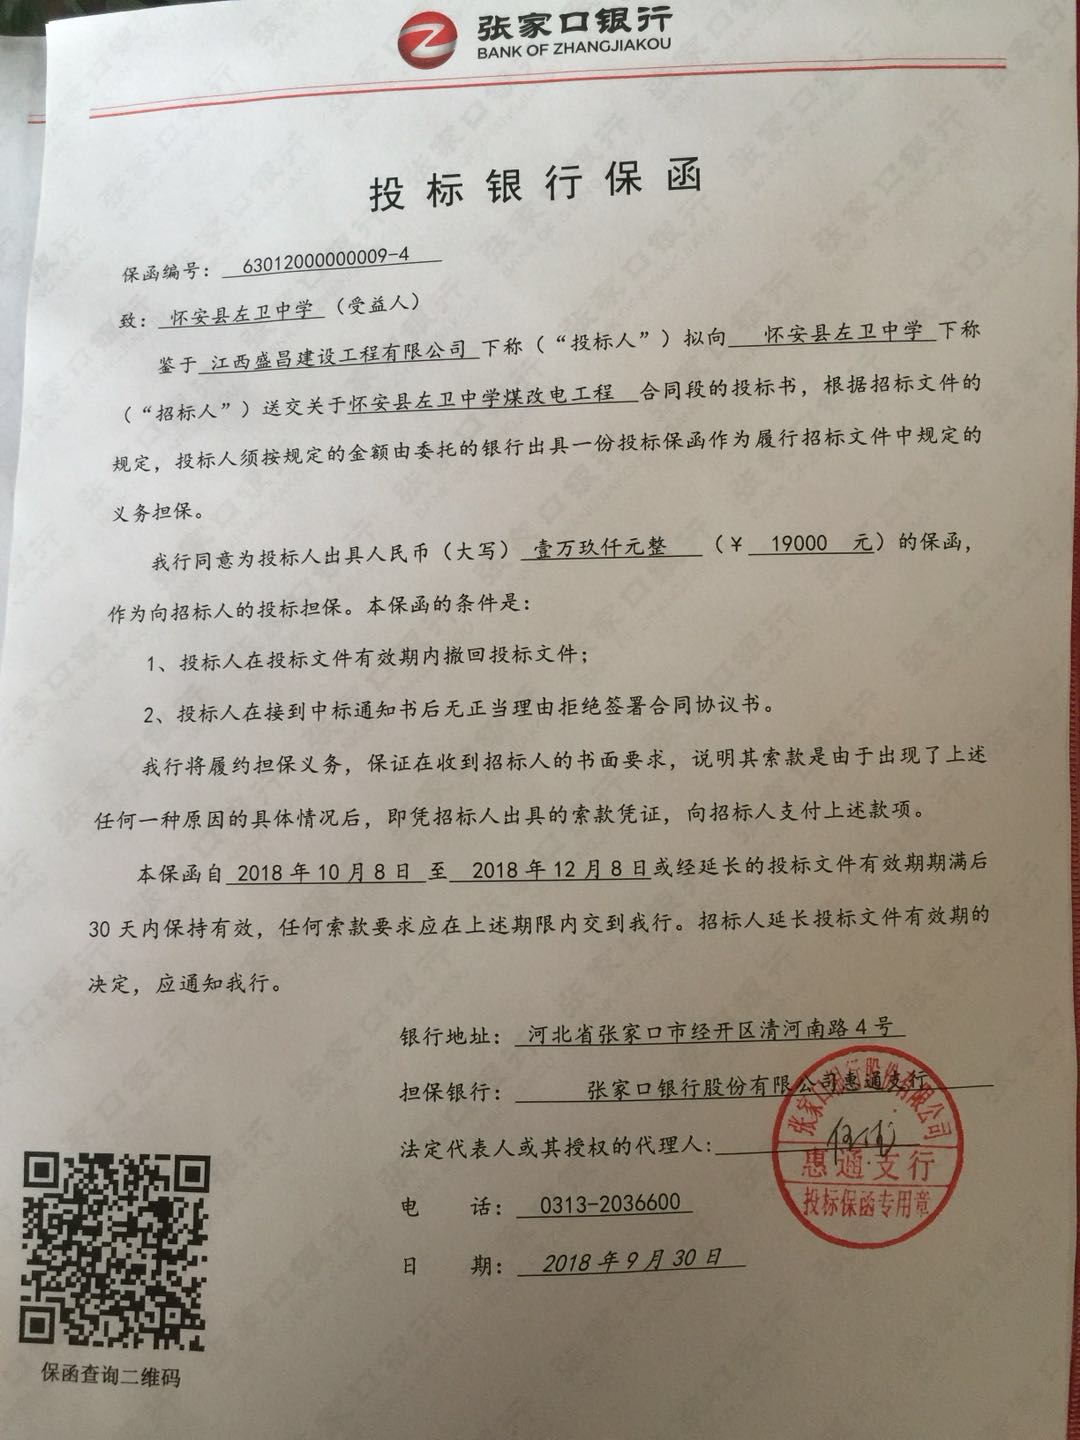 张家口银行
BANK OF ZHANGJIAKOU
投标银行保函
保函编号：63012000000009-4
致：怀安县左卫中学（受益人）
鉴于江西盛昌建设工程有限公司下称（“投标人”）拟向怀安县左卫中学下称
（“招标人”）送交关于怀安县左卫中学煤改电工程 合同段的投标书，根据招标文件的
规定，投标人须按规定的金额由委托的银行出具一份投标保函作为履行招标文件中规定的
义务担保。
我行同意为投标人出具人民币（大写）壹万玖仟元整（¥ 19000 元）的保函，
作为向招标人的投标担保。本保函的条件是：
1、投标人在投标文件有效期内撤回投标文件；
2、投标人在接到中标通知书后无正当理由拒绝签署合同协议书。
我行将履约担保义务，保证在收到招标人的书面要求，说明其索款是由于出现了上述
任何一种原因的具体情况后，即凭招标人出具的索款凭证，向招标人支付上述款项。
本保函自 2018 年 10 月 8 日 至 2018 年 12 月 8 日或经延长的投标文件有效期期满后
30 天内保持有效，任何索款要求应在上述期限内交到我行。招标人延长投标文件有效期的
决定，应通知我行。
银行地址：河北省张家口市经开区清河南路 4 号
担保银行：张家口银行股份有限公司惠通支行
法定代表人或其授权的代理人：
电 话：0313-2036600
日 期：2018 年 9 月 30 日
张家口银行股份有限公司
惠通支行
投标保函专用章
保函查询二维码